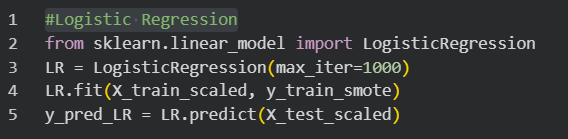 1 #Logistic Regression
2 from sklearn.linear_model import LogisticRegression
3 LR = LogisticRegression(max_iter=1000)
4 LR.fit(X_train_scaled, y_train_smote)
5 y_pred_LR = LR.predict(X_test_scaled)